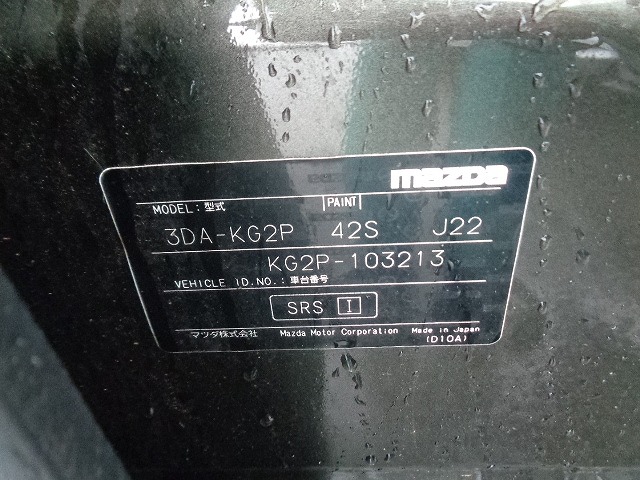 mazda
MODEL: 型式 PAINT
3DA-KG2P 42S J22
KG2P-103213
VEHICLE ID.NO.: 車台番号
SRS I
マツダ株式会社 Mazda Motor Corporation Made in Japan
(D10A)